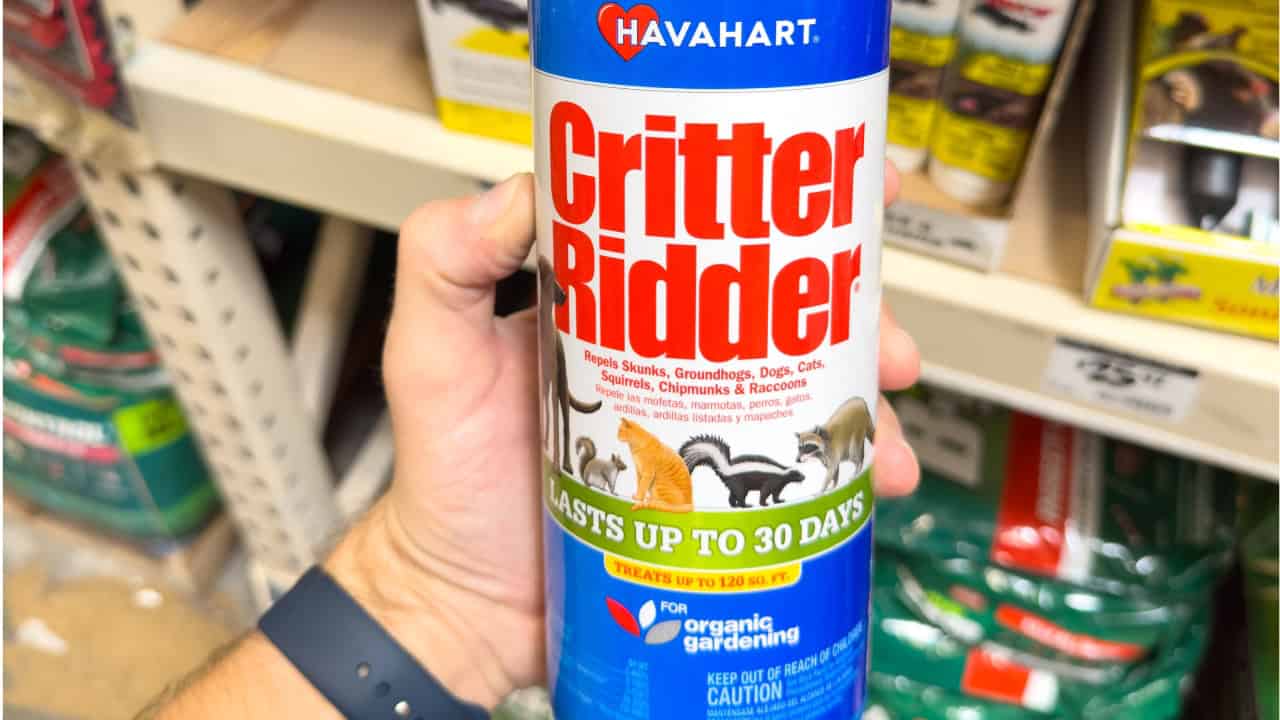 HAVAHART®
Critter
Ridder®
Repels Skunks, Groundhogs, Dogs, Cats,
Squirrels, Chipmunks & Raccoons
Repele las mofetas, marmotas, perros, gatos,
ardillas, ardillas listadas y mapaches
LASTS UP TO 30 DAYS
TREATS UP TO 120 SQ. FT.
FOR
organic
gardening
KEEP OUT OF REACH OF CHILDREN
CAUTION